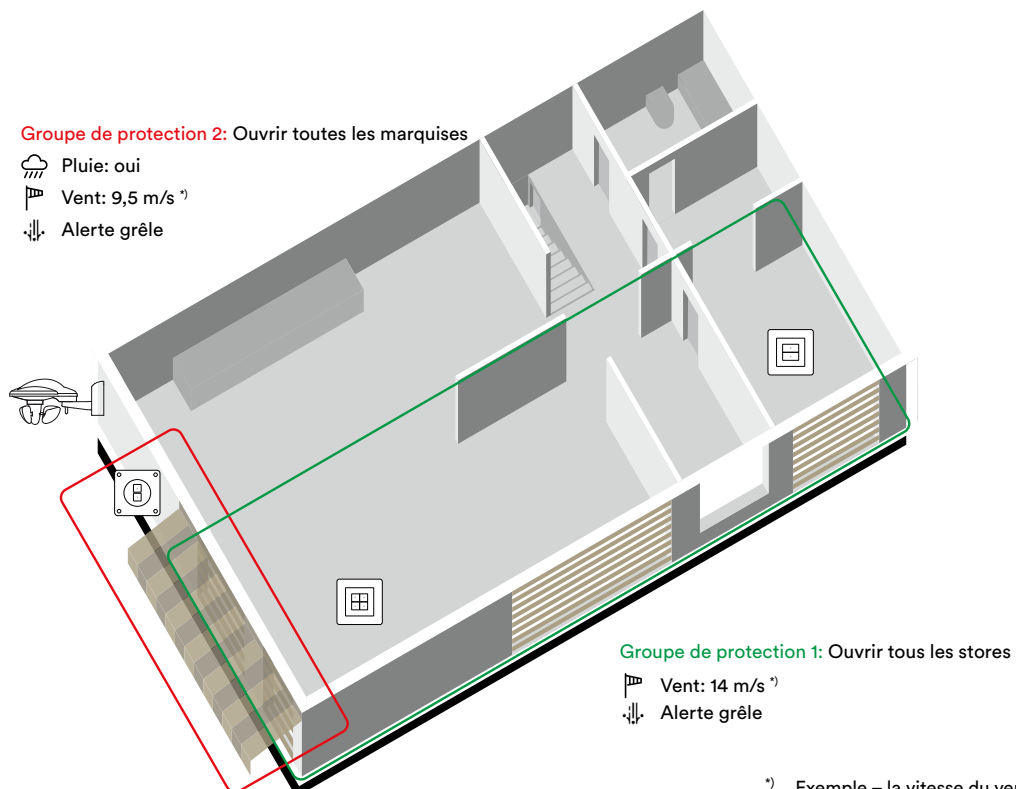 Groupe de protection 2: Ouvrir toutes les marquises
Pluie: oui
Vent: 9,5 m/s *)
Alerte grêle
Groupe de protection 1: Ouvrir tous les stores
Vent: 14 m/s *)
Alerte grêle
*) Exemple – la vitesse du